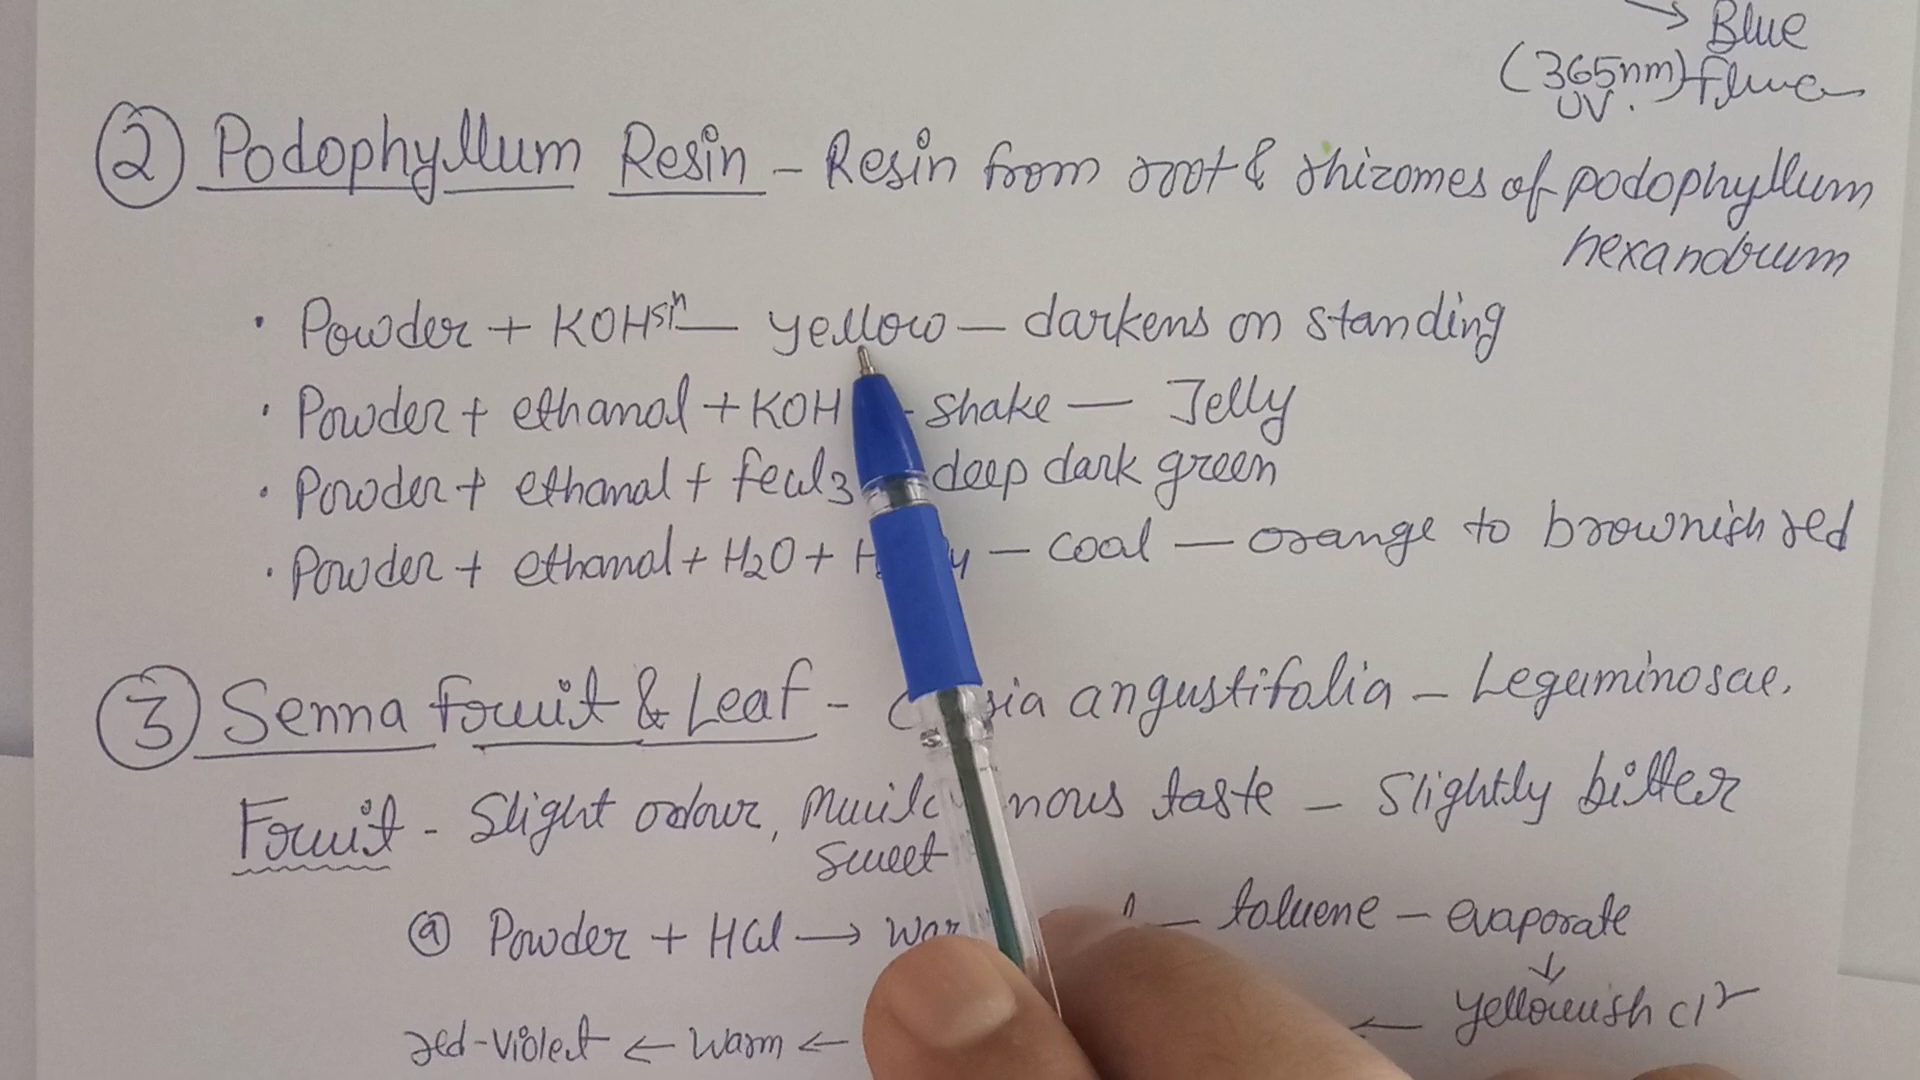 → Blue
(365nm)
UV.
② Podophyllum Resin - Resin from root & rhizomes of podophyllum
hexandrum
· Powder + KOH sln — yellow — darkens on standing
· Powder + ethanol + KOH - shake — Jelly
· Powder + ethanol + FeCl3 deep dark green
· Powder + ethanol + H2O + — cool — orange to brownish red
③ Senna Fruit & Leaf - angustifolia - Leguminosae.
Fruit - Slight odour, taste - Slightly bitter
Sweet
ⓐ Powder + HCl → - toluene - evaporate
↓
← Yellowish clr
red-violet ← Warm ←